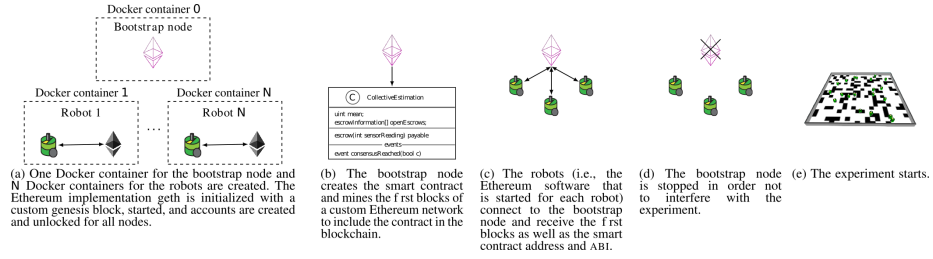 Docker container 0
Bootstrap node
Docker container 1
Robot 1
...
Docker container N
Robot N
(a) One Docker container for the bootstrap node and
N Docker containers for the robots are created. The
Ethereum implementation geth is initialized with a
custom genesis block, started, and accounts are created
and unlocked for all nodes.
C CollectiveEstimation
uint mean;
escrowInformation[] openEscrows;
escrow(int sensorReading) payable
events
event consensusReached(bool c)
(b) The bootstrap node
creates the smart contract
and mines the f rst blocks of
a custom Ethereum network
to include the contract in the
blockchain.
(c) The robots (i.e., the
Ethereum software that
is started for each robot)
connect to the bootstrap
node and receive the f rst
blocks as well as the smart
contract address and ABI.
(d) The bootstrap node
is stopped in order not
to interfere with the
experiment.
(e) The experiment starts.